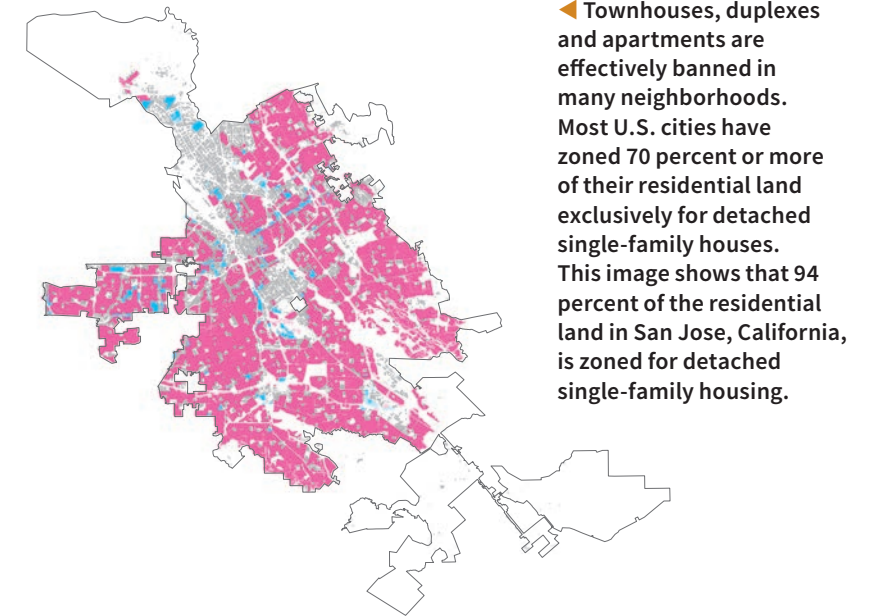 ◀ Townhouses, duplexes
and apartments are
effectively banned in
many neighborhoods.
Most U.S. cities have
zoned 70 percent or more
of their residential land
exclusively for detached
single-family houses.
This image shows that 94
percent of the residential
land in San Jose, California,
is zoned for detached
single-family housing.